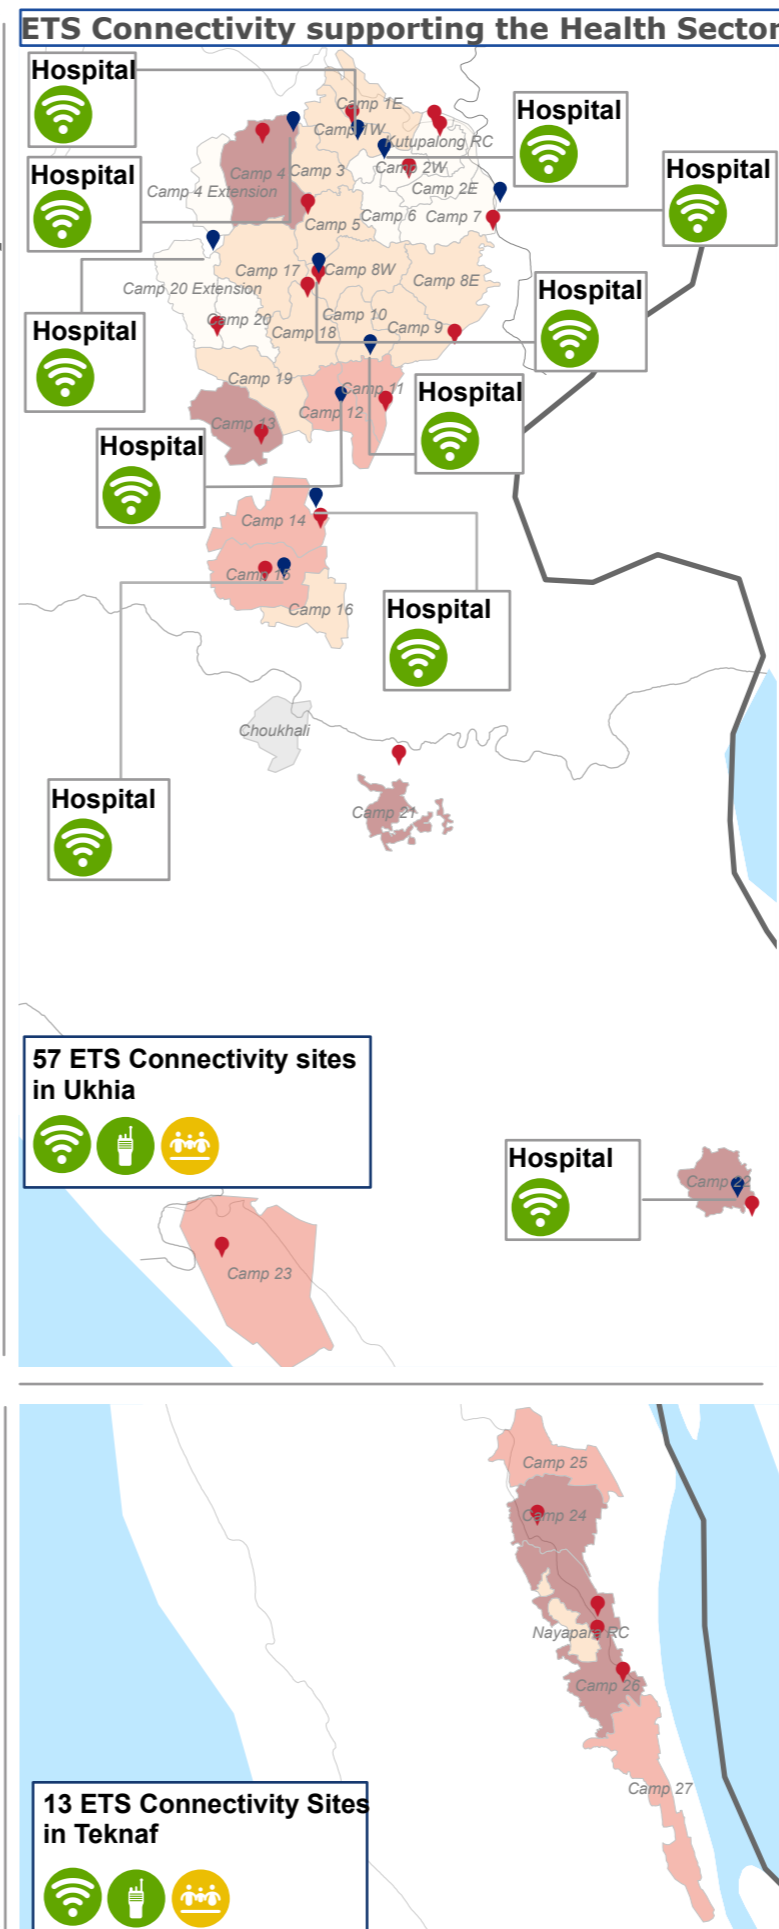 ETS Connectivity supporting the Health Sector
Hospital
Camp 1E
Camp 1W
Kutupalong RC
Hospital
Hospital
Hospital
Camp 4
Camp 3
Camp 2W
Camp 2E
Camp 4 Extension
Camp 5
Camp 6
Camp 7
Camp 17
Camp 8W
Camp 8E
Camp 20 Extension
Hospital
Hospital
Camp 20
Camp 18
Camp 10
Camp 9
Camp 19
Camp 11
Hospital
Camp 12
Camp 13
Hospital
Camp 14
Camp 15
Camp 16
Hospital
Choukhali
Hospital
Camp 21
57 ETS Connectivity sites
in Ukhia
Hospital
Camp 22
Camp 23
Camp 25
Camp 24
Nayapara RC
Camp 26
Camp 27
13 ETS Connectivity Sites
in Teknaf